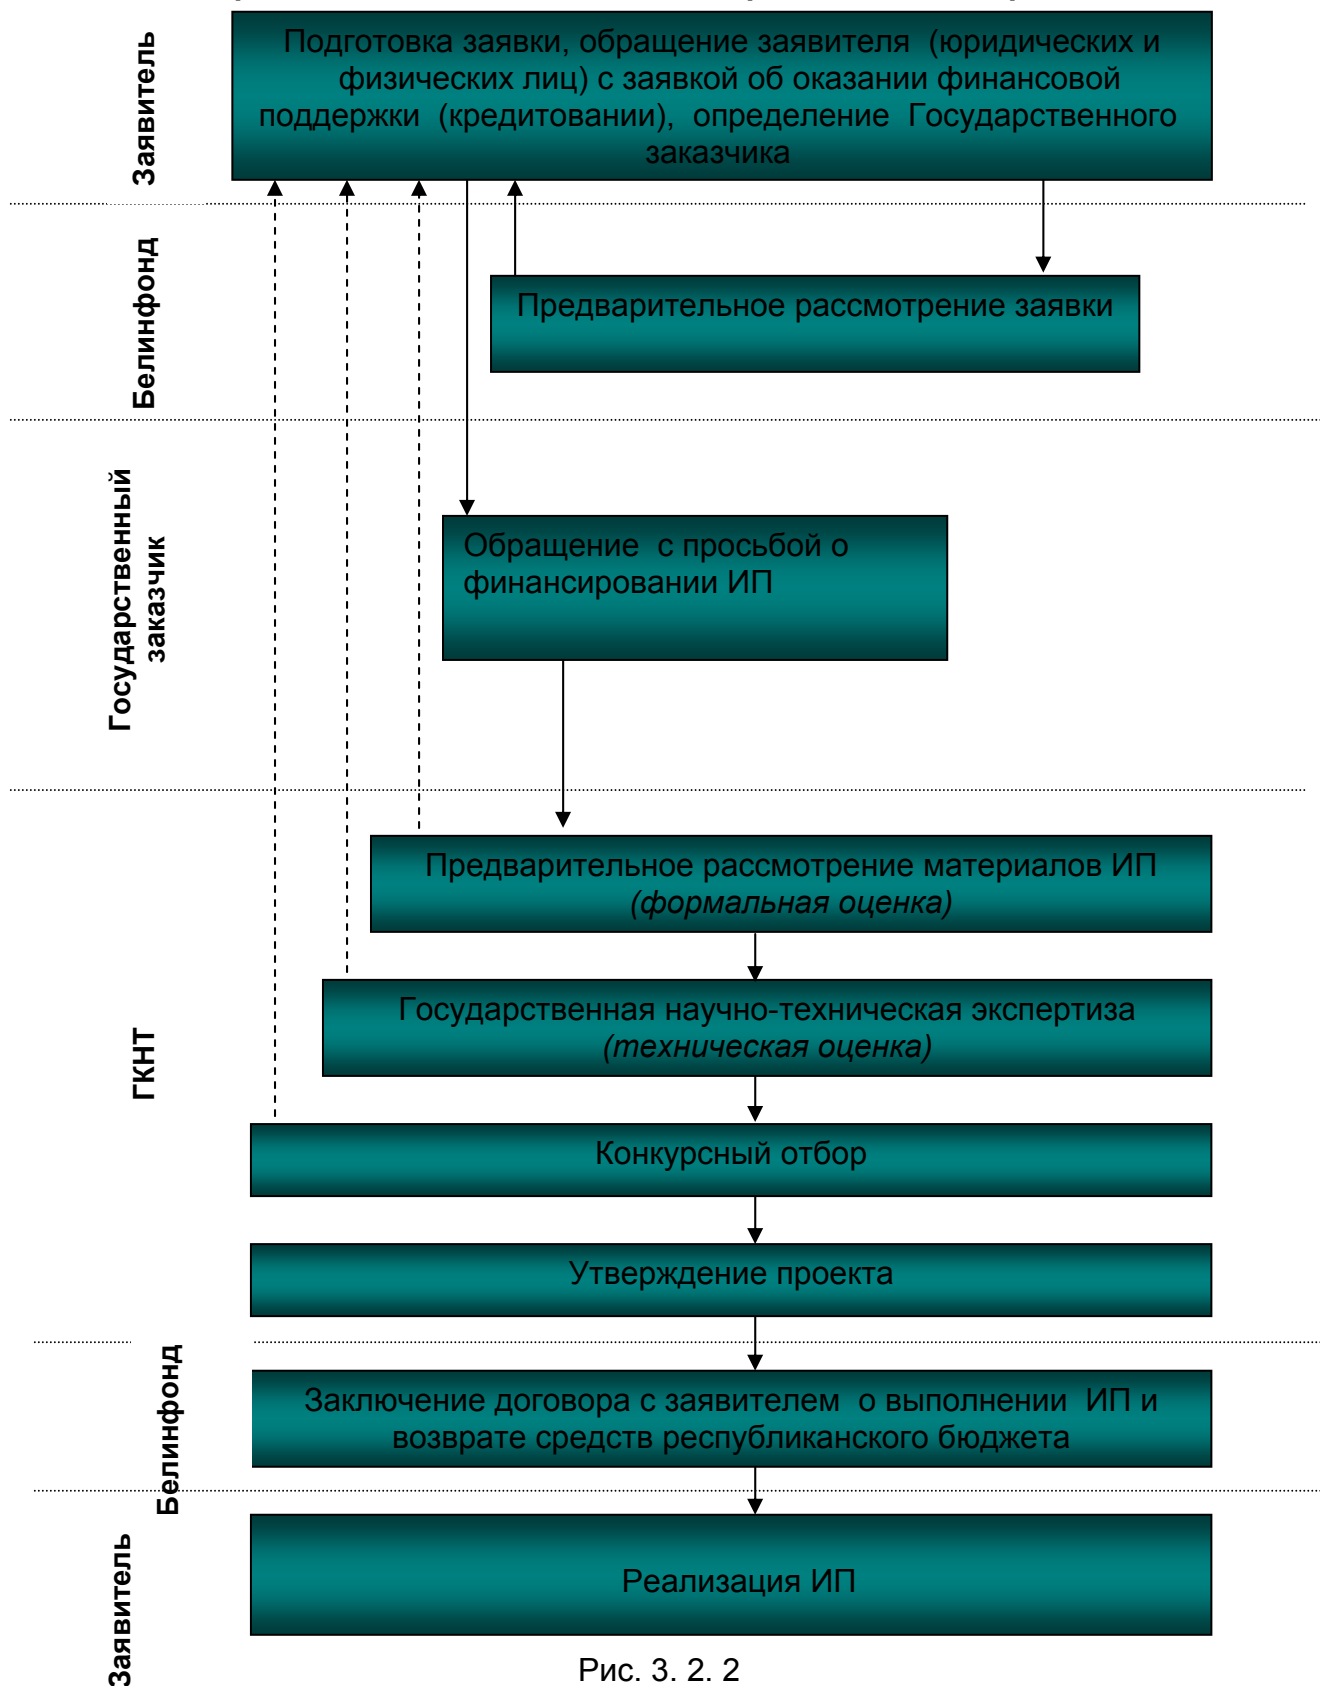 Заявитель
Подготовка заявки, обращение заявителя (юридических и
физических лиц) с заявкой об оказании финансовой
поддержки (кредитовании), определение Государственного
заказчика
Белинфонд
Предварительное рассмотрение заявки
Государственный
заказчик
Обращение с просьбой о
финансировании ИП
ГКНТ
Предварительное рассмотрение материалов ИП
(формальная оценка)
Государственная научно-техническая экспертиза
(техническая оценка)
Конкурсный отбор
Утверждение проекта
Белинфонд
Заключение договора с заявителем о выполнении ИП и
возврате средств республиканского бюджета
Заявитель
Реализация ИП
Рис. 3. 2. 2